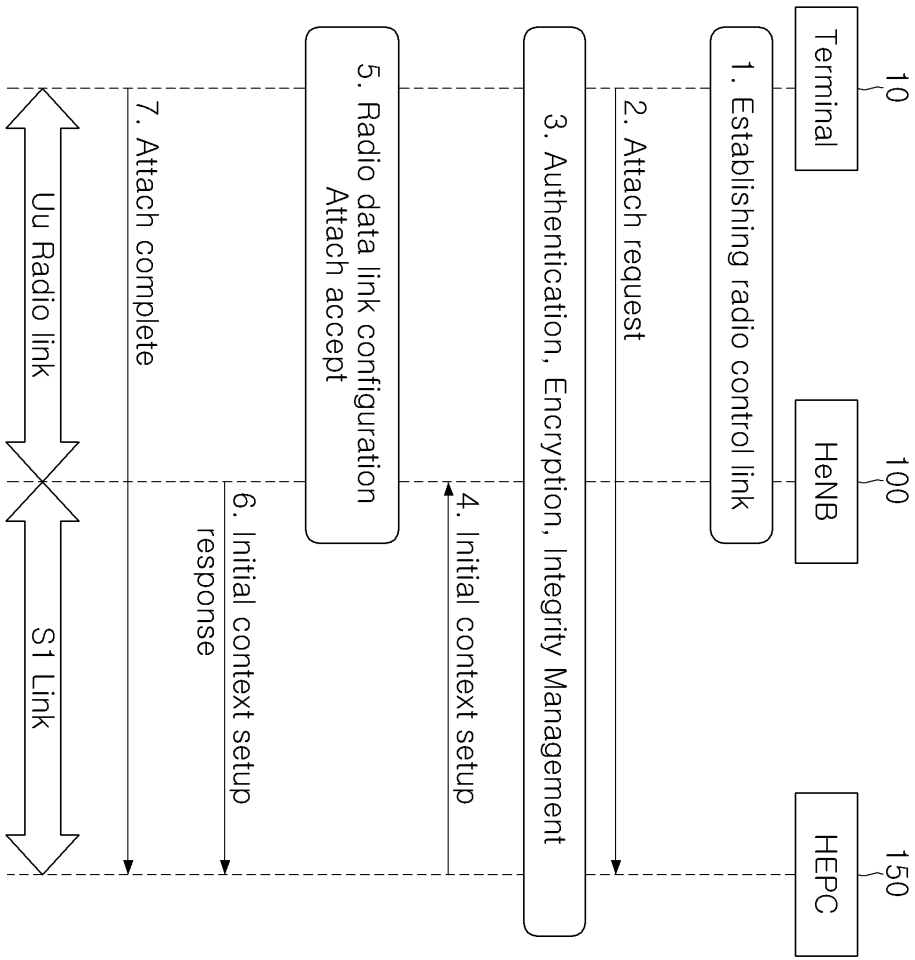 10
100
150
Terminal
HeNB
HEPC
1. Establishing radio control link
2. Attach request
3. Authentication, Encryption, Integrity Management
4. Initial context setup
5. Radio data link configuration
Attach accept
6. Initial context setup
response
7. Attach complete
Uu Radio link
S1 Link